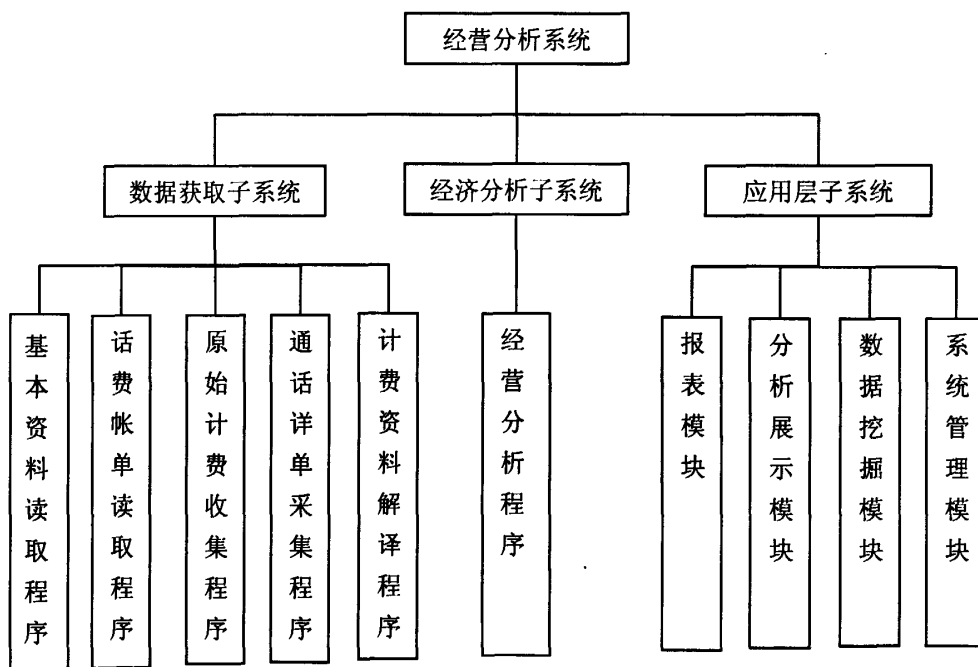 经营分析系统
数据获取子系统
经济分析子系统
应用层子系统
基本资料读取程序
话费帐单读取程序
原始计费收集程序
通话详单采集程序
计费资料解译程序
经营分析程序
报表模块
分析展示模块
数据挖掘模块
系统管理模块